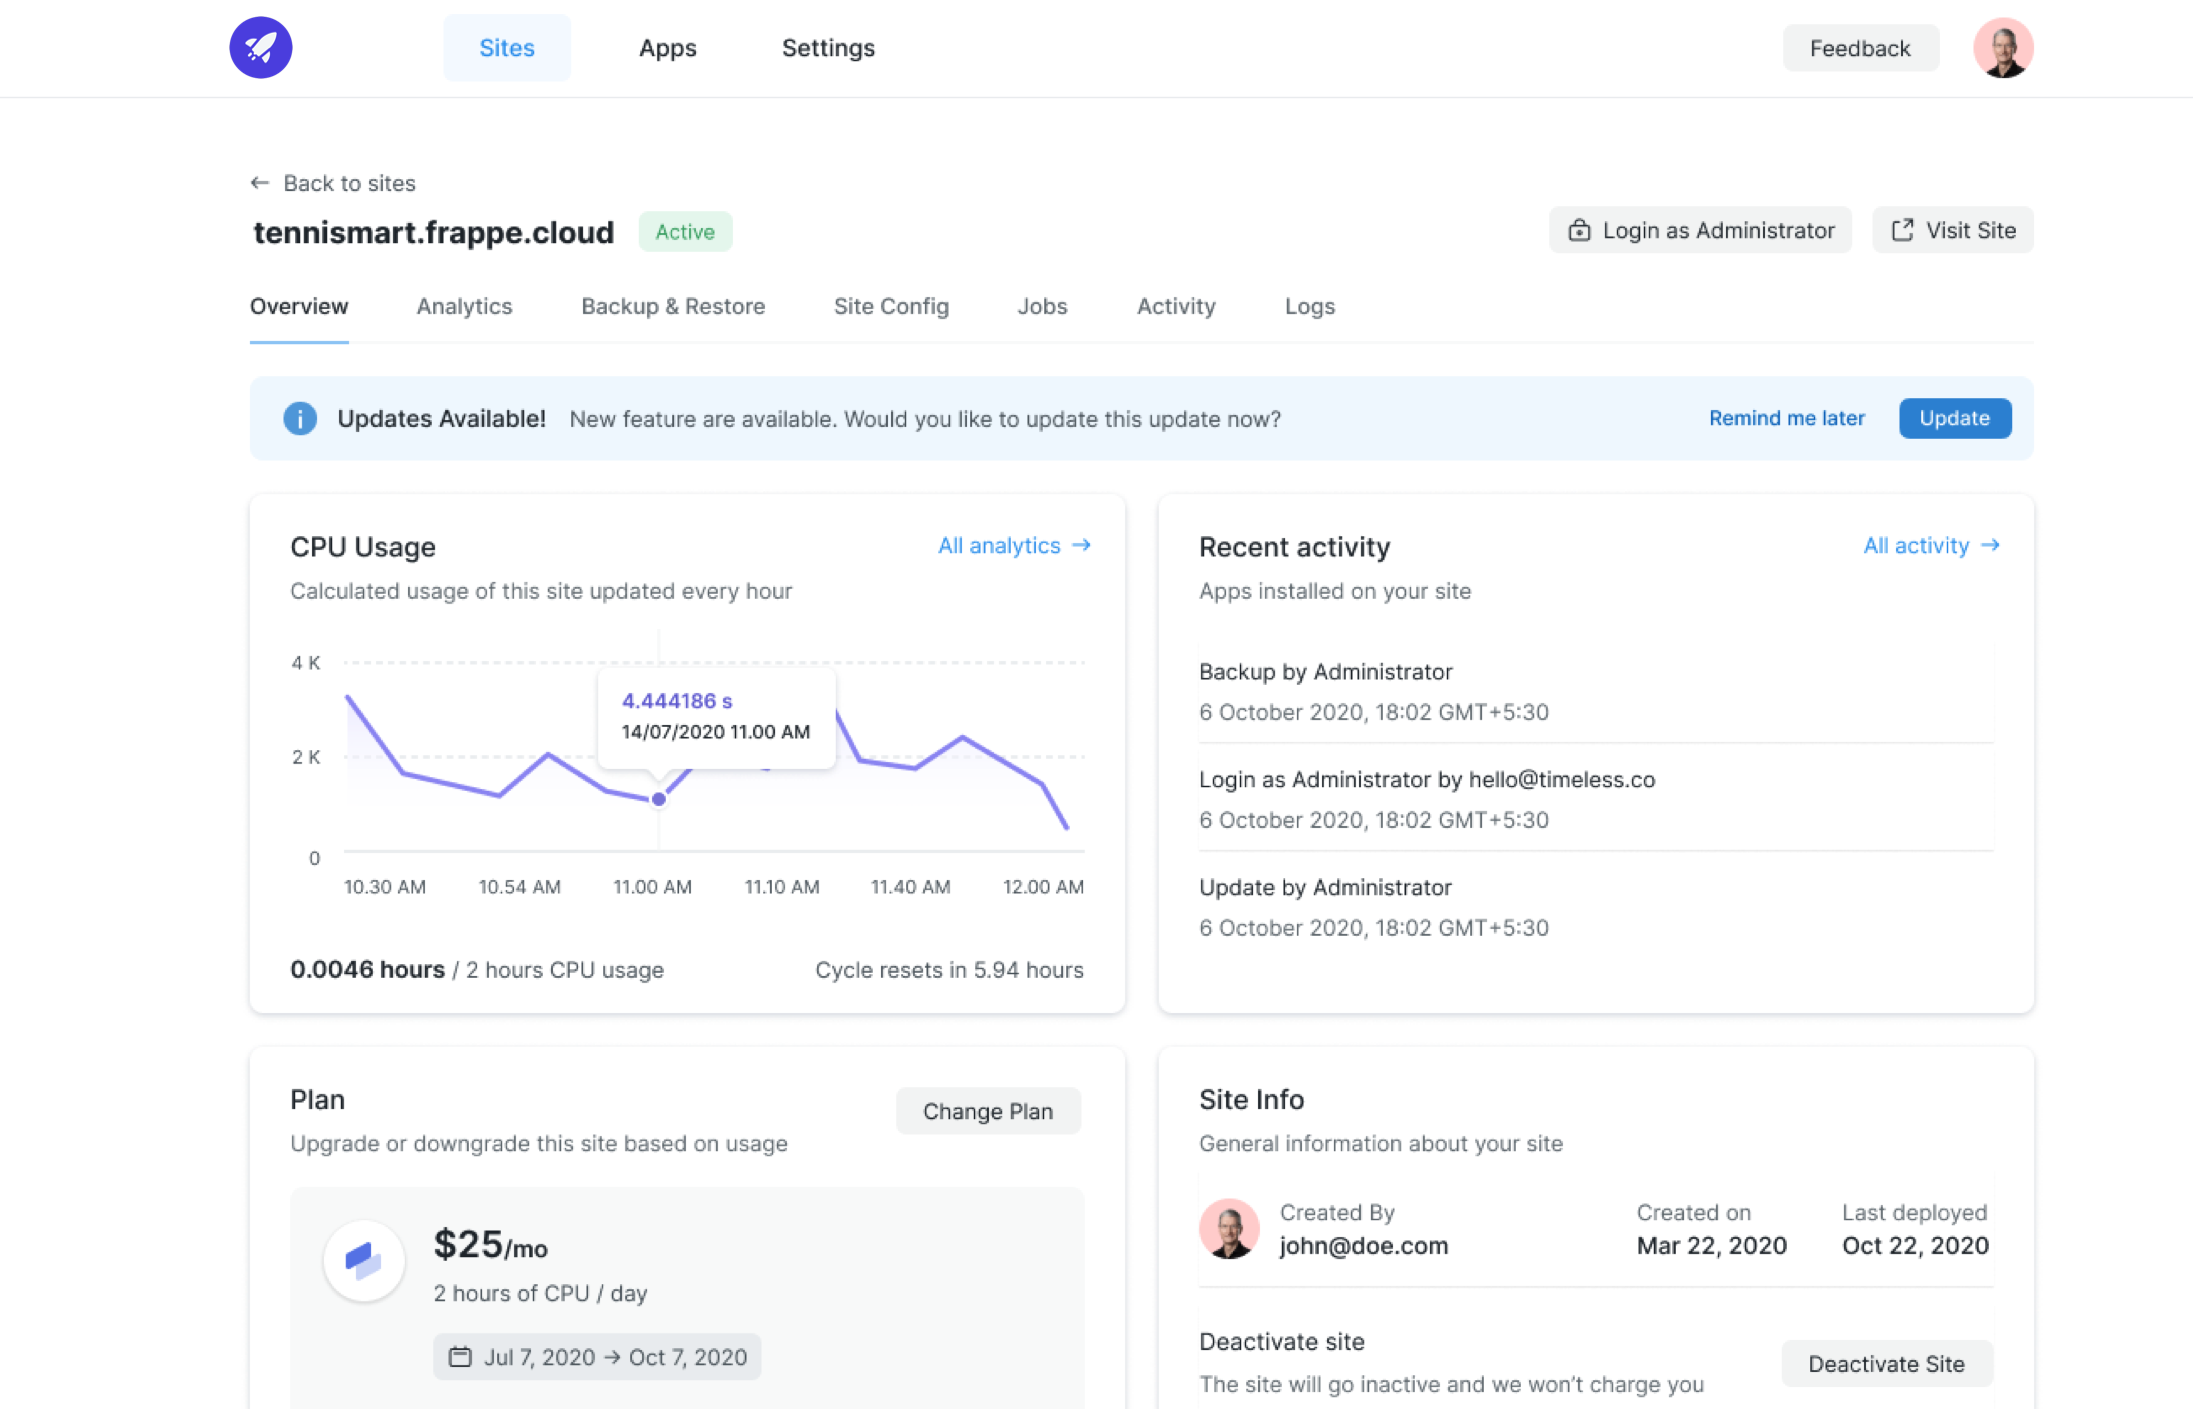 Sites
Apps
Settings
Feedback
Back to sites
tennismart.frappe.cloud
Active
Login as Administrator
Visit Site
Overview
Analytics
Backup & Restore
Site Config
Jobs
Activity
Logs
Updates Available! New feature are available. Would you like to update this update now?
Remind me later
Update
CPU Usage
All analytics →
Calculated usage of this site updated every hour
4 K
2 K
0
4.444186 s
14/07/2020 11.00 AM
10.30 AM
10.54 AM
11.00 AM
11.10 AM
11.40 AM
12.00 AM
0.0046 hours / 2 hours CPU usage
Cycle resets in 5.94 hours
Recent activity
All activity →
Apps installed on your site
Backup by Administrator
6 October 2020, 18:02 GMT+5:30
Login as Administrator by hello@timeless.co
6 October 2020, 18:02 GMT+5:30
Update by Administrator
6 October 2020, 18:02 GMT+5:30
Plan
Change Plan
Upgrade or downgrade this site based on usage
$25/mo
2 hours of CPU / day
Jul 7, 2020 → Oct 7, 2020
Site Info
General information about your site
Created By
john@doe.com
Created on
Mar 22, 2020
Last deployed
Oct 22, 2020
Deactivate site
The site will go inactive and we won’t charge you
Deactivate Site